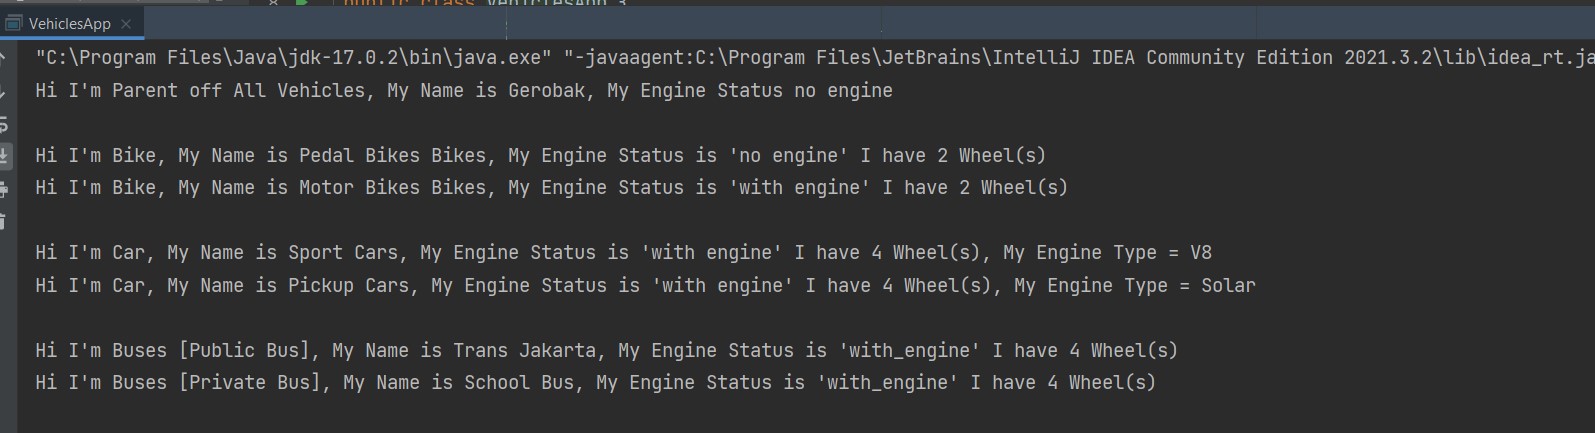 8 public class VehiclesApp {
VehiclesApp
"C:\Program Files\Java\jdk-17.0.2\bin\java.exe" "-javaagent:C:\Program Files\JetBrains\IntelliJ IDEA Community Edition 2021.3.2\lib\idea_rt.ja
Hi I'm Parent off All Vehicles, My Name is Gerobak, My Engine Status no engine
Hi I'm Bike, My Name is Pedal Bikes Bikes, My Engine Status is 'no engine' I have 2 Wheel(s)
Hi I'm Bike, My Name is Motor Bikes Bikes, My Engine Status is 'with engine' I have 2 Wheel(s)
Hi I'm Car, My Name is Sport Cars, My Engine Status is 'with engine' I have 4 Wheel(s), My Engine Type = V8
Hi I'm Car, My Name is Pickup Cars, My Engine Status is 'with engine' I have 4 Wheel(s), My Engine Type = Solar
Hi I'm Buses [Public Bus], My Name is Trans Jakarta, My Engine Status is 'with_engine' I have 4 Wheel(s)
Hi I'm Buses [Private Bus], My Name is School Bus, My Engine Status is 'with_engine' I have 4 Wheel(s)